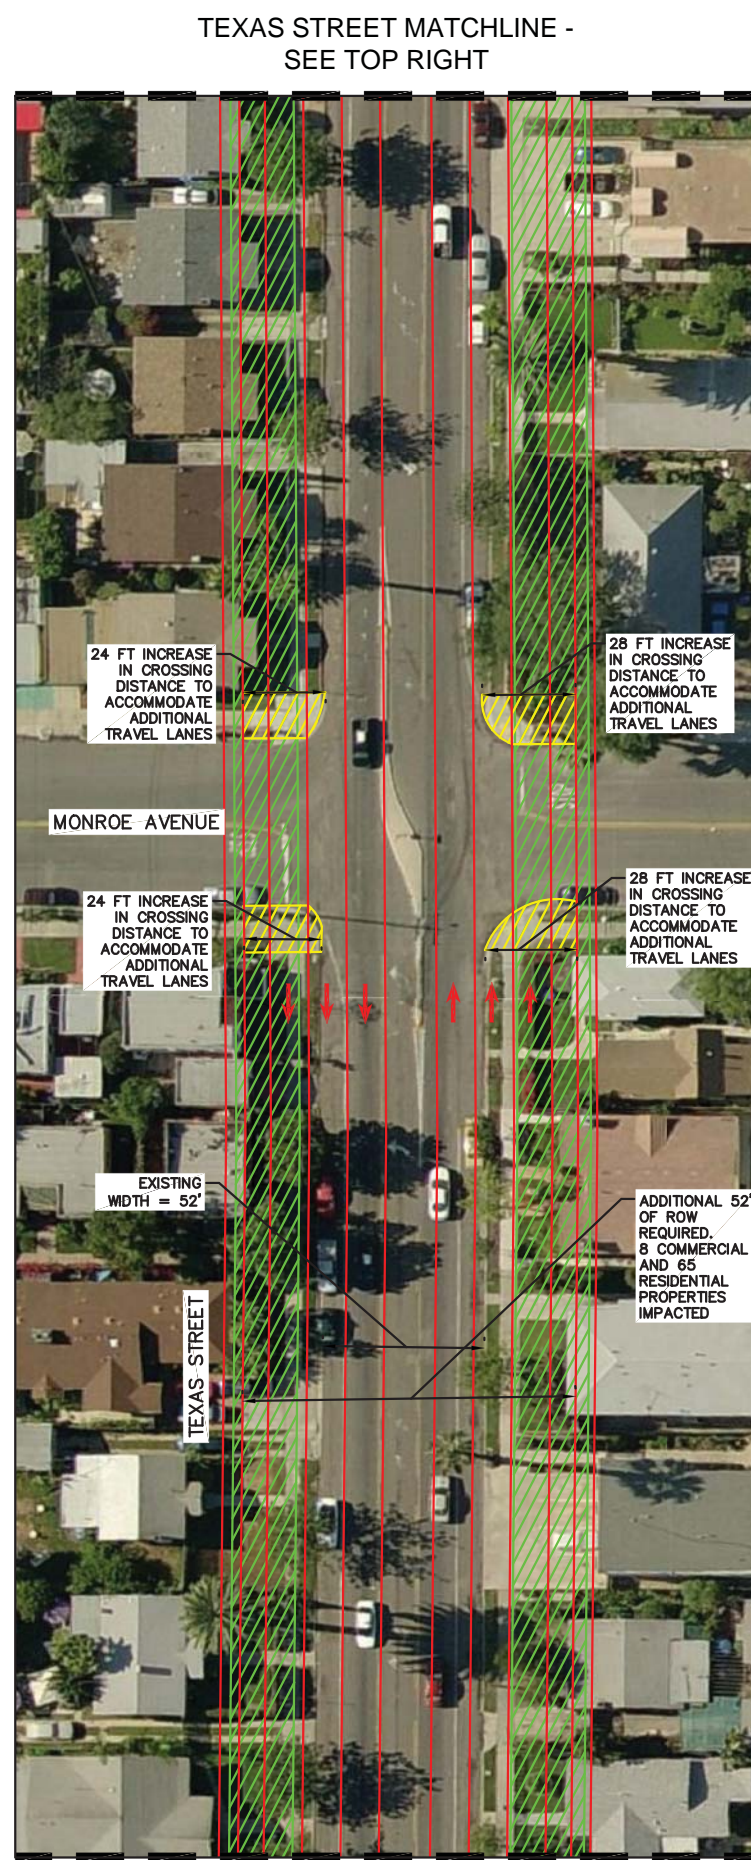 TEXAS STREET MATCHLINE -
SEE TOP RIGHT
24 FT INCREASE
IN CROSSING
DISTANCE TO
ACCOMMODATE
ADDITIONAL
TRAVEL LANES
28 FT INCREASE
IN CROSSING
DISTANCE TO
ACCOMMODATE
ADDITIONAL
TRAVEL LANES
MONROE AVENUE
24 FT INCREASE
IN CROSSING
DISTANCE TO
ACCOMMODATE
ADDITIONAL
TRAVEL LANES
28 FT INCREASE
IN CROSSING
DISTANCE TO
ACCOMMODATE
ADDITIONAL
TRAVEL LANES
EXISTING
WIDTH = 52'
ADDITIONAL 52'
OF ROW
REQUIRED.
8 COMMERCIAL
AND 65
RESIDENTIAL
PROPERTIES
IMPACTED
TEXAS STREET